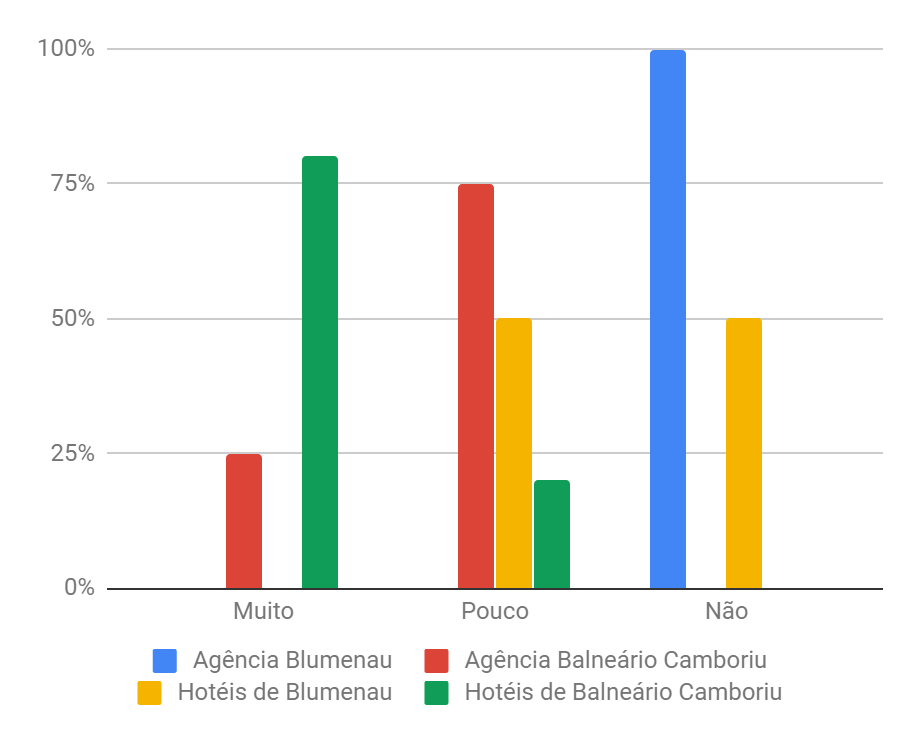 100%
75%
50%
25%
0%
Muito Pouco Não
Agência Blumenau Agência Balneário Camboriu
Hotéis de Blumenau Hotéis de Balneário Camboriu